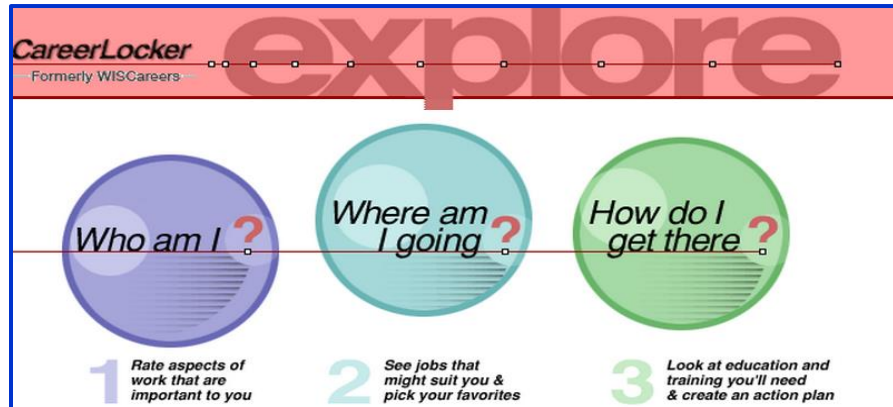 explore
CareerLocker
Formerly WISCareers
Who am I ?
Where am
I going ?
How do I
get there ?
1 Rate aspects of
work that are
important to you
2 See jobs that
might suit you &
pick your favorites
3 Look at education and
training you'll need
& create an action plan